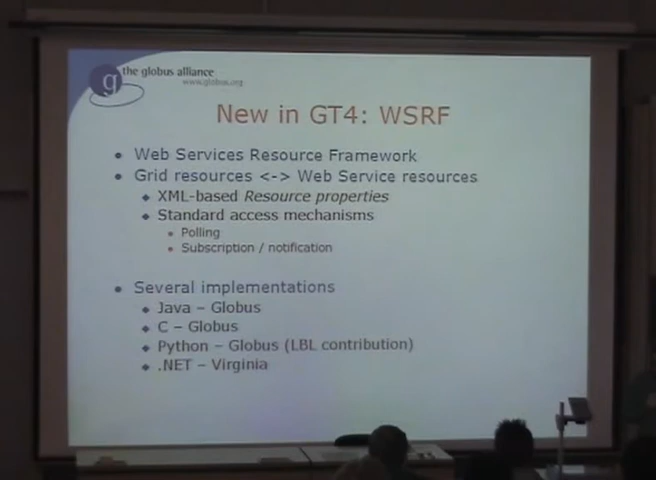 the globus alliance
www.globus.org
g
New in GT4: WSRF
• Web Services Resource Framework
• Grid resources <-> Web Service resources
◆ XML-based Resource properties
◆ Standard access mechanisms
• Polling
• Subscription / notification
• Several implementations
◆ Java – Globus
◆ C – Globus
◆ Python – Globus (LBL contribution)
◆ .NET – Virginia